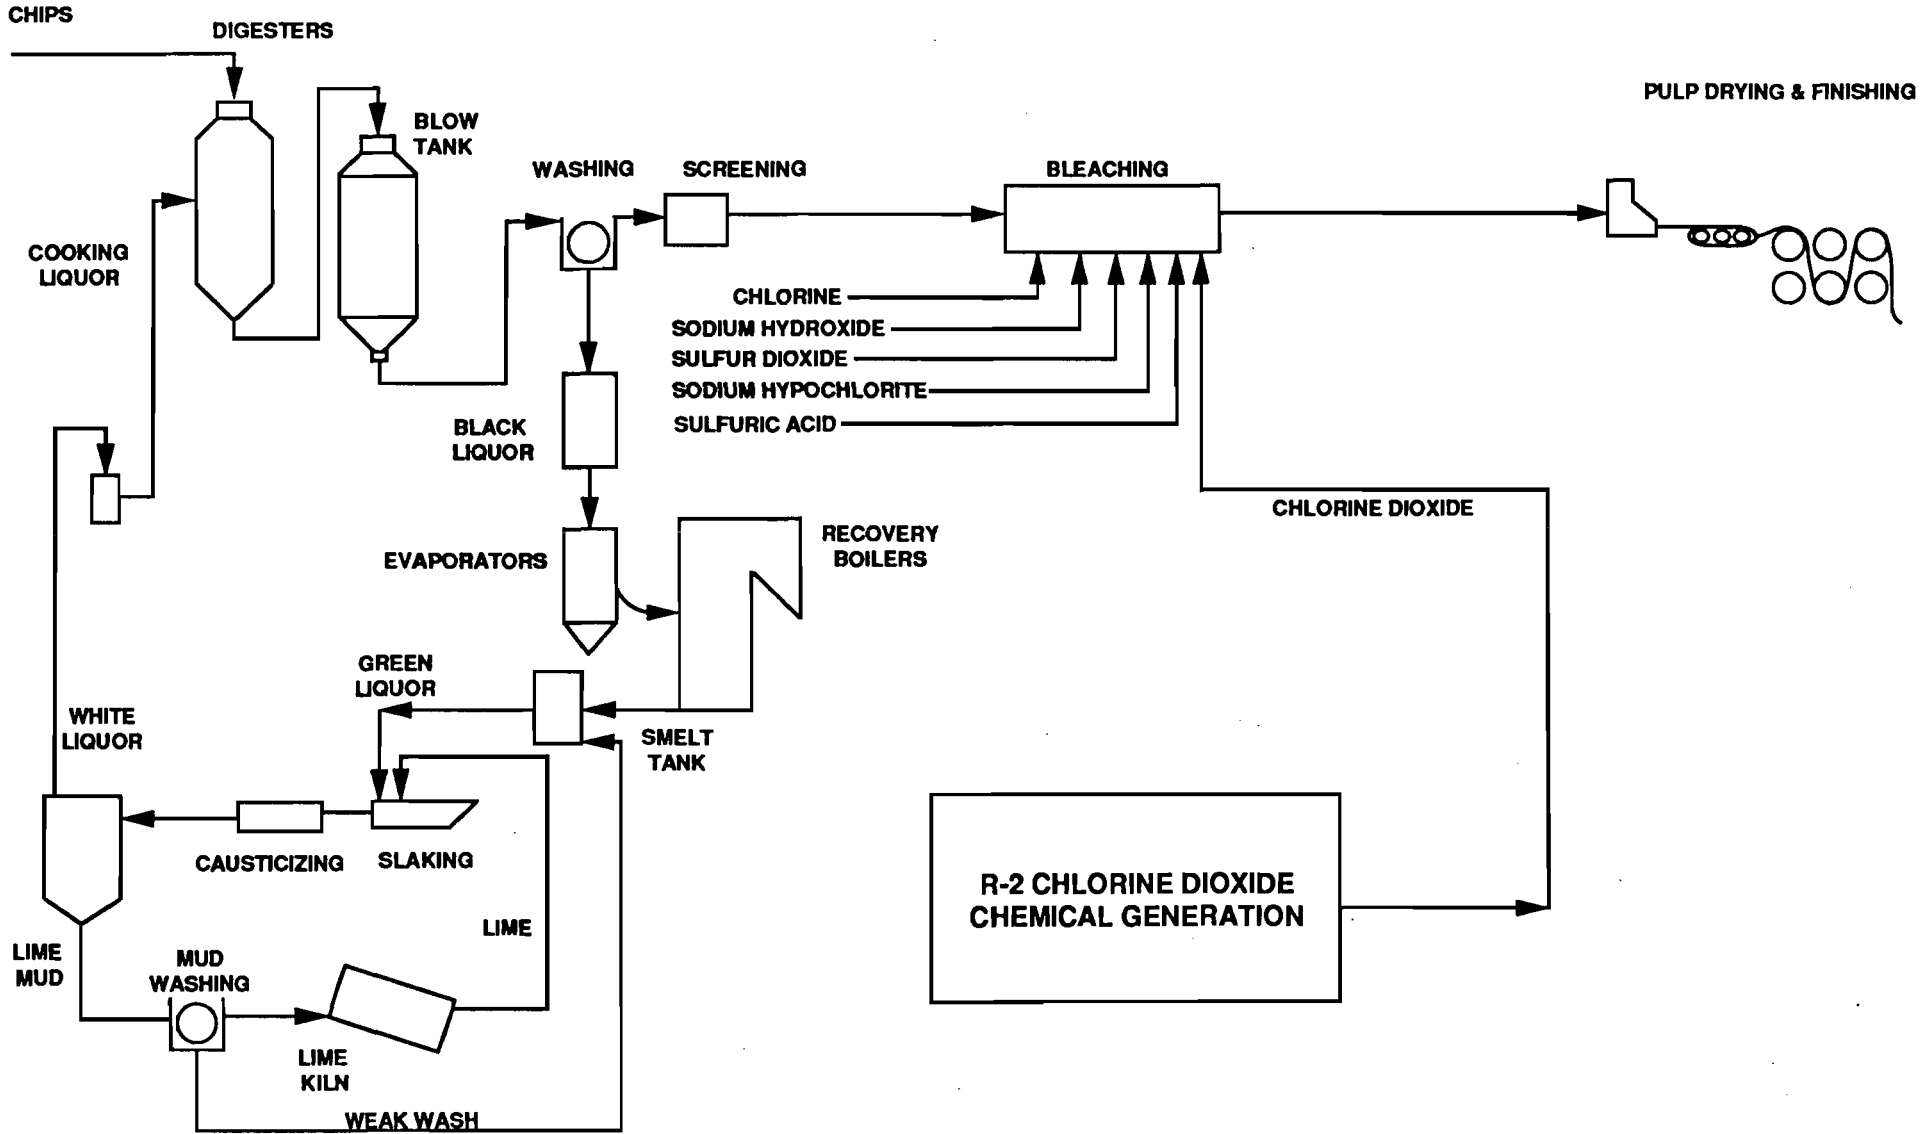 CHIPS
DIGESTERS
BLOW
TANK
PULP DRYING & FINISHING
WASHING
SCREENING
BLEACHING
COOKING
LIQUOR
CHLORINE
SODIUM HYDROXIDE
SULFUR DIOXIDE
SODIUM HYPOCHLORITE
SULFURIC ACID
BLACK
LIQUOR
CHLORINE DIOXIDE
EVAPORATORS
RECOVERY
BOILERS
GREEN
LIQUOR
WHITE
LIQUOR
SMELT
TANK
CAUSTICIZING
SLAKING
R-2 CHLORINE DIOXIDE
CHEMICAL GENERATION
LIME
LIME
MUD
MUD
WASHING
LIME
KILN
WEAK WASH